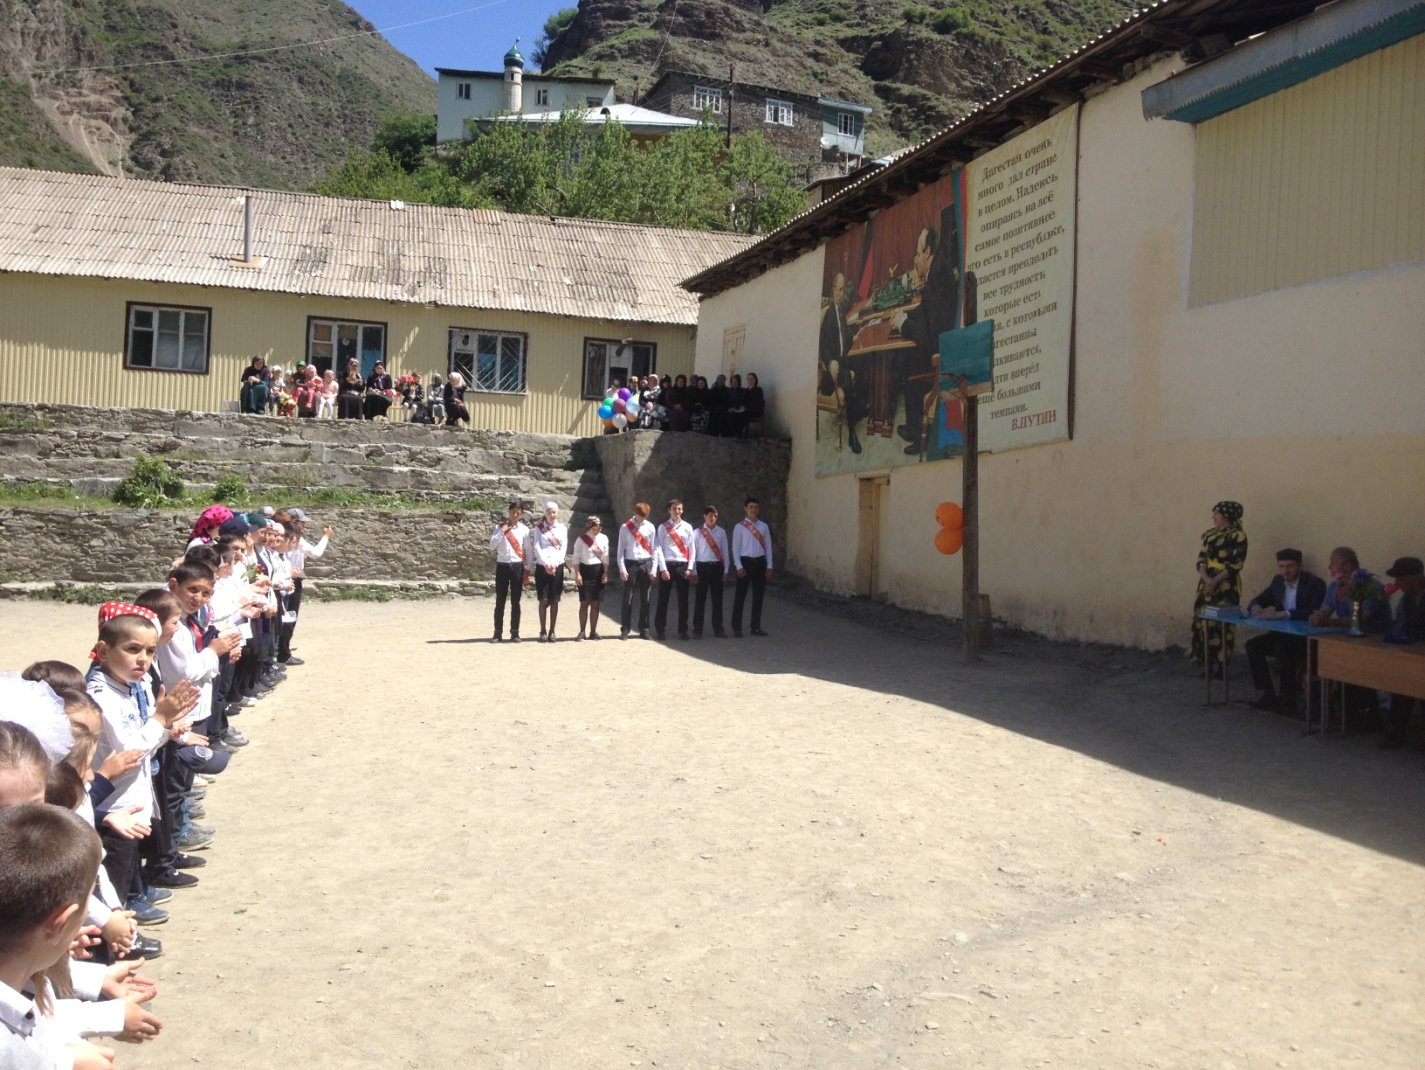 Дагестан очень
много дал стране
в целом. Надеюсь,
опираясь на всё
самое позитивное
что есть в республике,
удастся преодолеть
все трудности
которые есть
с которыми
дагестанцы
сталкиваются,
идти вперёд
ещё большими
темпами.
В.ПУТИН